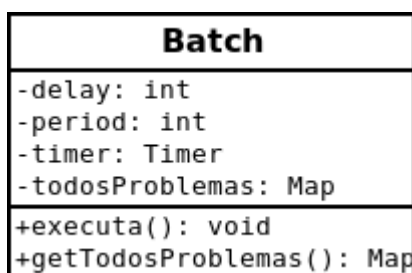 Batch
-delay: int
-period: int
-timer: Timer
-todosProblemas: Map
+executa(): void
+getTodosProblemas(): Map